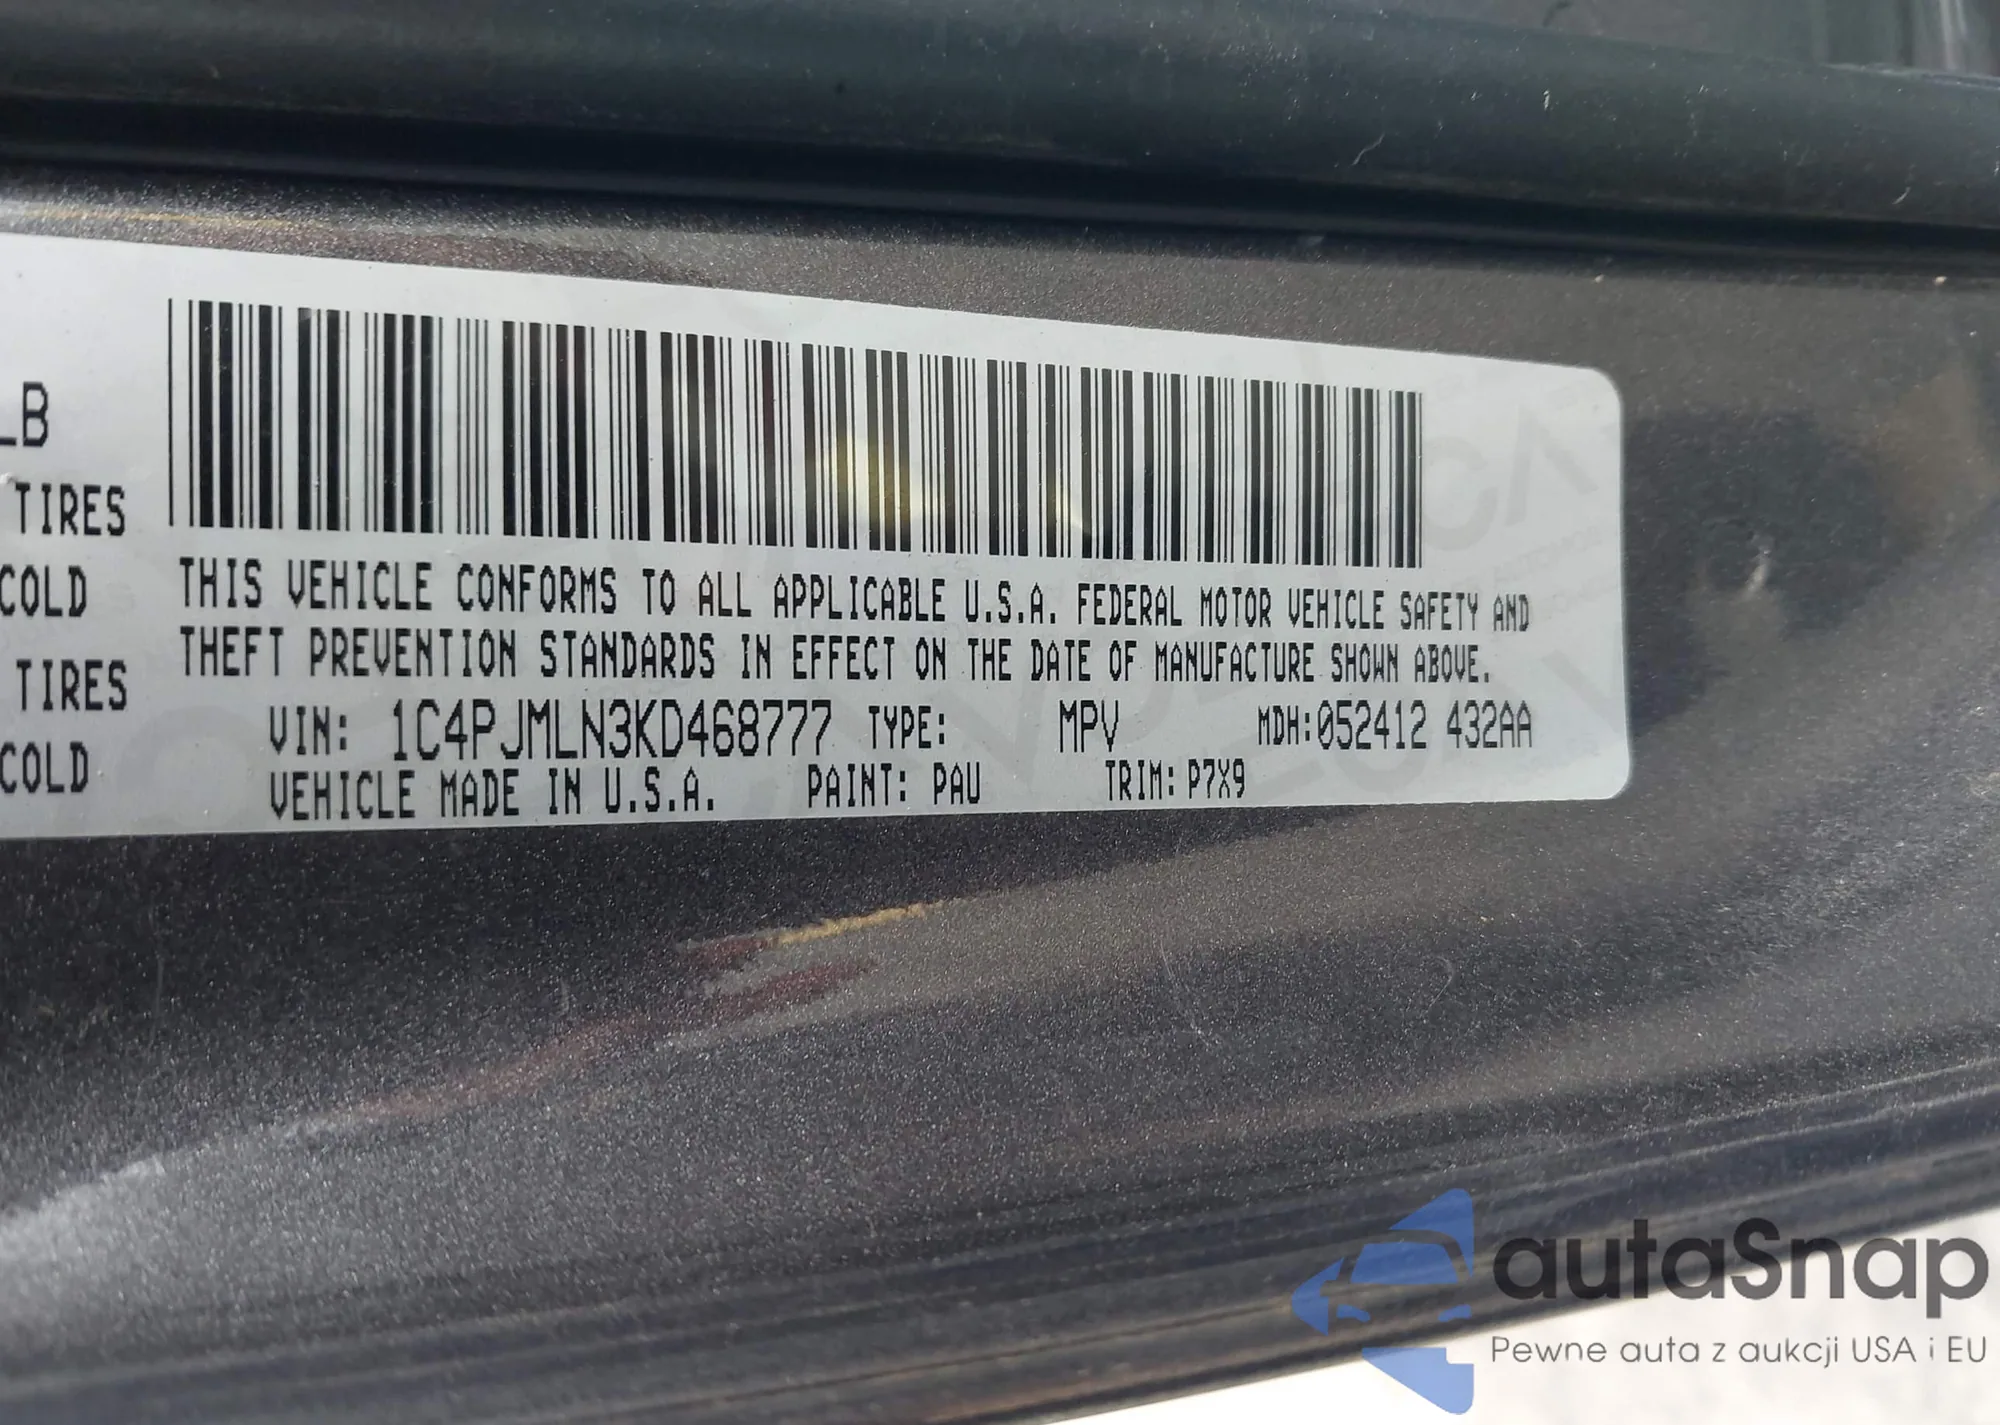 LB
TIRES
COLD
TIRES
COLD
THIS VEHICLE CONFORMS TO ALL APPLICABLE U.S.A. FEDERAL MOTOR VEHICLE SAFETY AND
THEFT PREVENTION STANDARDS IN EFFECT ON THE DATE OF MANUFACTURE SHOWN ABOVE.
VIN: 1C4PJMLN3KD468777 TYPE: MPV MDH:052412 432AA
VEHICLE MADE IN U.S.A. PAINT: PAU TRIM: P7X9
autaSnap
Pewne auta z aukcji USA i EU